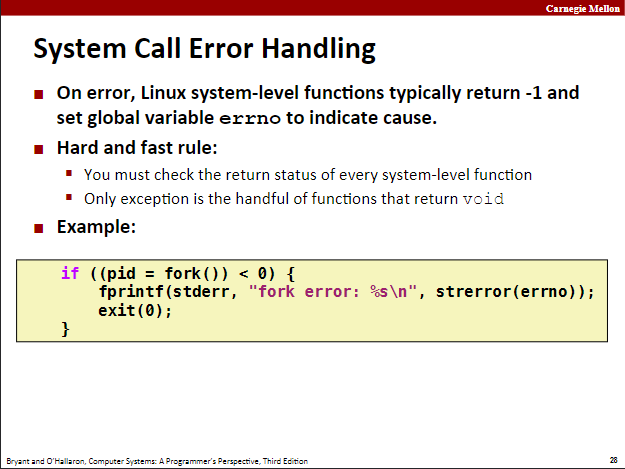 Carnegie Mellon
System Call Error Handling
On error, Linux system-level functions typically return -1 and
set global variable errno to indicate cause.
Hard and fast rule:
You must check the return status of every system-level function
Only exception is the handful of functions that return void
Example:
if ((pid = fork()) < 0) {
    fprintf(stderr, "fork error: %s\n", strerror(errno));
    exit(0);
}
Bryant and O'Hallaron, Computer Systems: A Programmer's Perspective, Third Edition
28